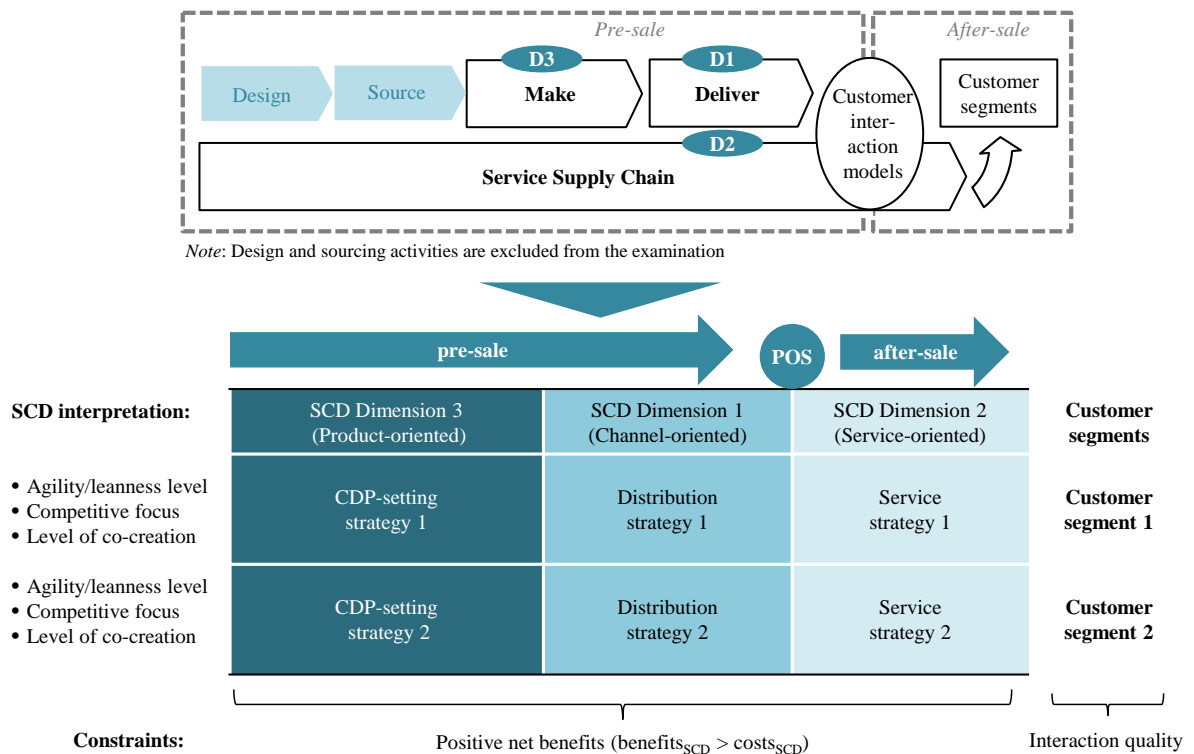 Pre-sale
After-sale
D3
D1
Design
Source
Make
Deliver
Customer
inter-
action
models
Customer
segments
D2
Service Supply Chain
Note: Design and sourcing activities are excluded from the examination
pre-sale
POS
after-sale
SCD interpretation:
SCD Dimension 3
(Product-oriented)
SCD Dimension 1
(Channel-oriented)
SCD Dimension 2
(Service-oriented)
Customer
segments
• Agility/leanness level
• Competitive focus
• Level of co-creation
CDP-setting
strategy 1
Distribution
strategy 1
Service
strategy 1
Customer
segment 1
• Agility/leanness level
• Competitive focus
• Level of co-creation
CDP-setting
strategy 2
Distribution
strategy 2
Service
strategy 2
Customer
segment 2
Constraints:
Positive net benefits (benefitsSCD > costsSCD)
Interaction quality